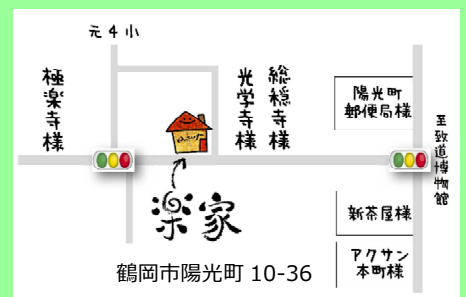 元4小
極楽寺様
光学寺様
総穏寺様
陽光町
郵便局様
至致道博物館
楽家
新茶屋様
アクサン
本町様
鶴岡市陽光町 10-36